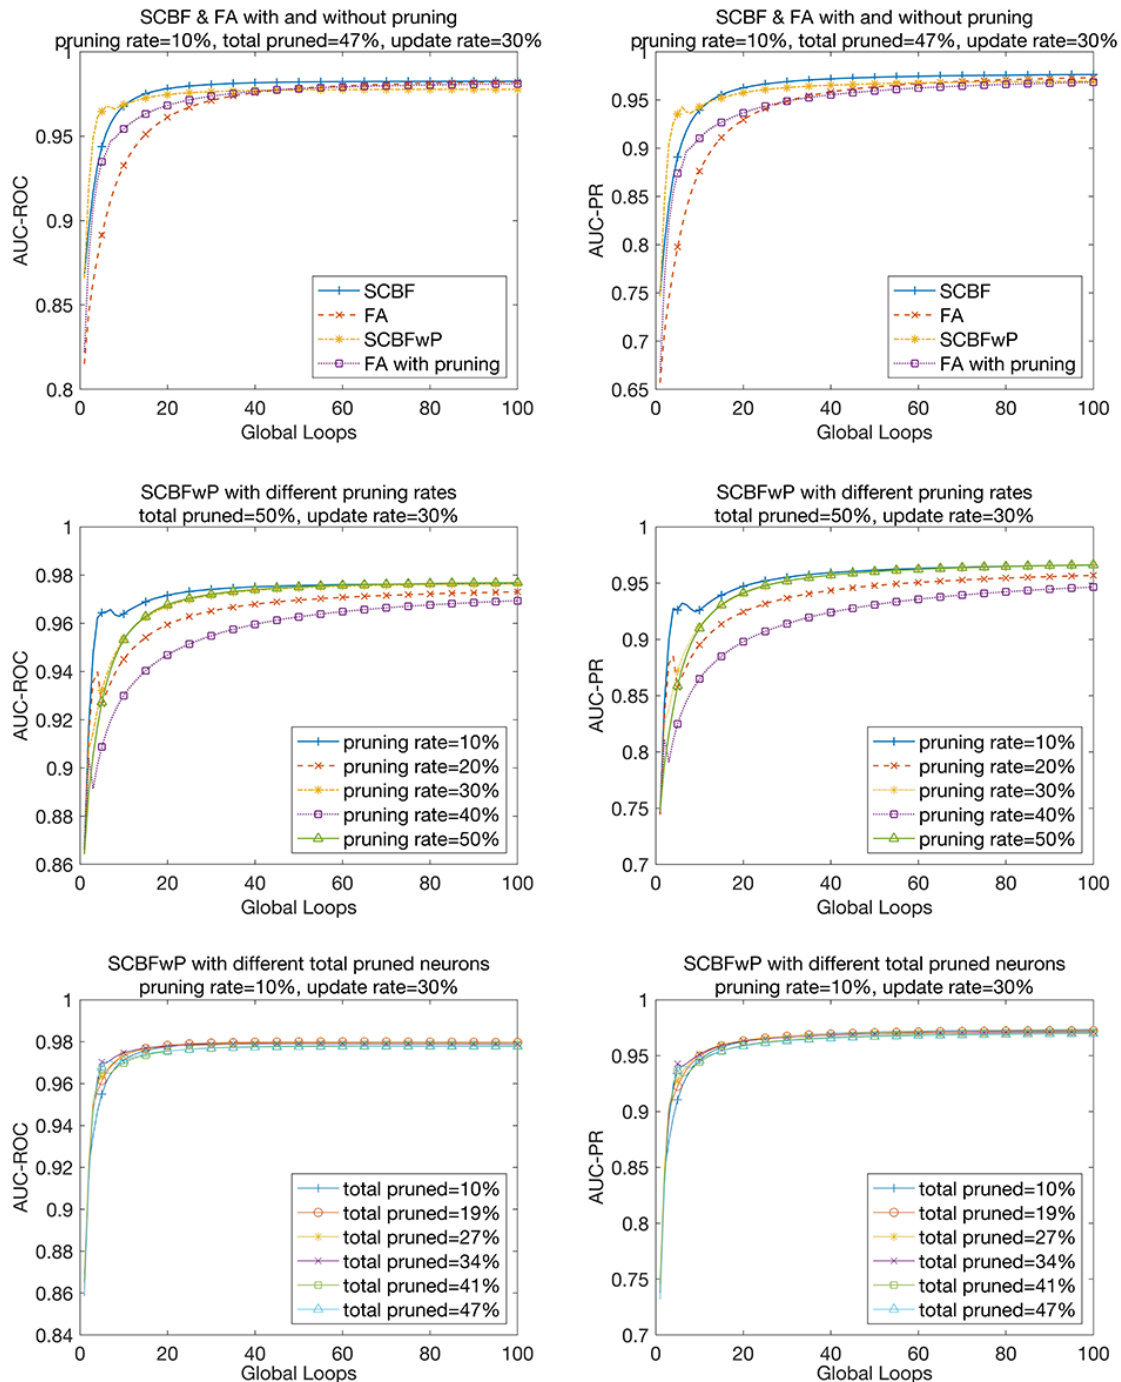 SCBF & FA with and without pruning
pruning rate=10%, total pruned=47%, update rate=30%
1
0.95
0.9
0.85
0.8
AUC-ROC
SCBF
FA
SCBFwP
FA with pruning
0 20 40 60 80 100
Global Loops
SCBF & FA with and without pruning
pruning rate=10%, total pruned=47%, update rate=30%
1
0.95
0.9
0.85
0.8
0.75
0.7
0.65
AUC-PR
SCBF
FA
SCBFwP
FA with pruning
0 20 40 60 80 100
Global Loops
SCBFwP with different pruning rates
total pruned=50%, update rate=30%
1
0.98
0.96
0.94
0.92
0.9
0.88
0.86
AUC-ROC
pruning rate=10%
pruning rate=20%
pruning rate=30%
pruning rate=40%
pruning rate=50%
0 20 40 60 80 100
Global Loops
SCBFwP with different pruning rates
total pruned=50%, update rate=30%
1
0.95
0.9
0.85
0.8
0.75
0.7
AUC-PR
pruning rate=10%
pruning rate=20%
pruning rate=30%
pruning rate=40%
pruning rate=50%
0 20 40 60 80 100
Global Loops
SCBFwP with different total pruned neurons
pruning rate=10%, update rate=30%
1
0.98
0.96
0.94
0.92
0.9
0.88
0.86
0.84
AUC-ROC
total pruned=10%
total pruned=19%
total pruned=27%
total pruned=34%
total pruned=41%
total pruned=47%
0 20 40 60 80 100
Global Loops
SCBFwP with different total pruned neurons
pruning rate=10%, update rate=30%
1
0.95
0.9
0.85
0.8
0.75
0.7
AUC-PR
total pruned=10%
total pruned=19%
total pruned=27%
total pruned=34%
total pruned=41%
total pruned=47%
0 20 40 60 80 100
Global Loops